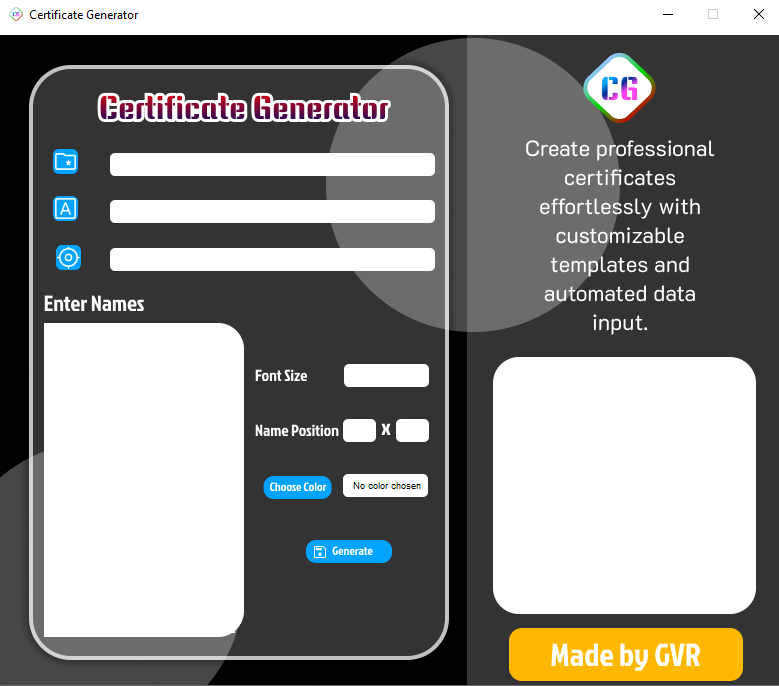 Certificate Generator
Certificate Generator
A
Enter Names
Font Size
Name Position X
Choose Color No color chosen
Generate
CG
Create professional
certificates
effortlessly with
customizable
templates and
automated data
input.
Made by GVR